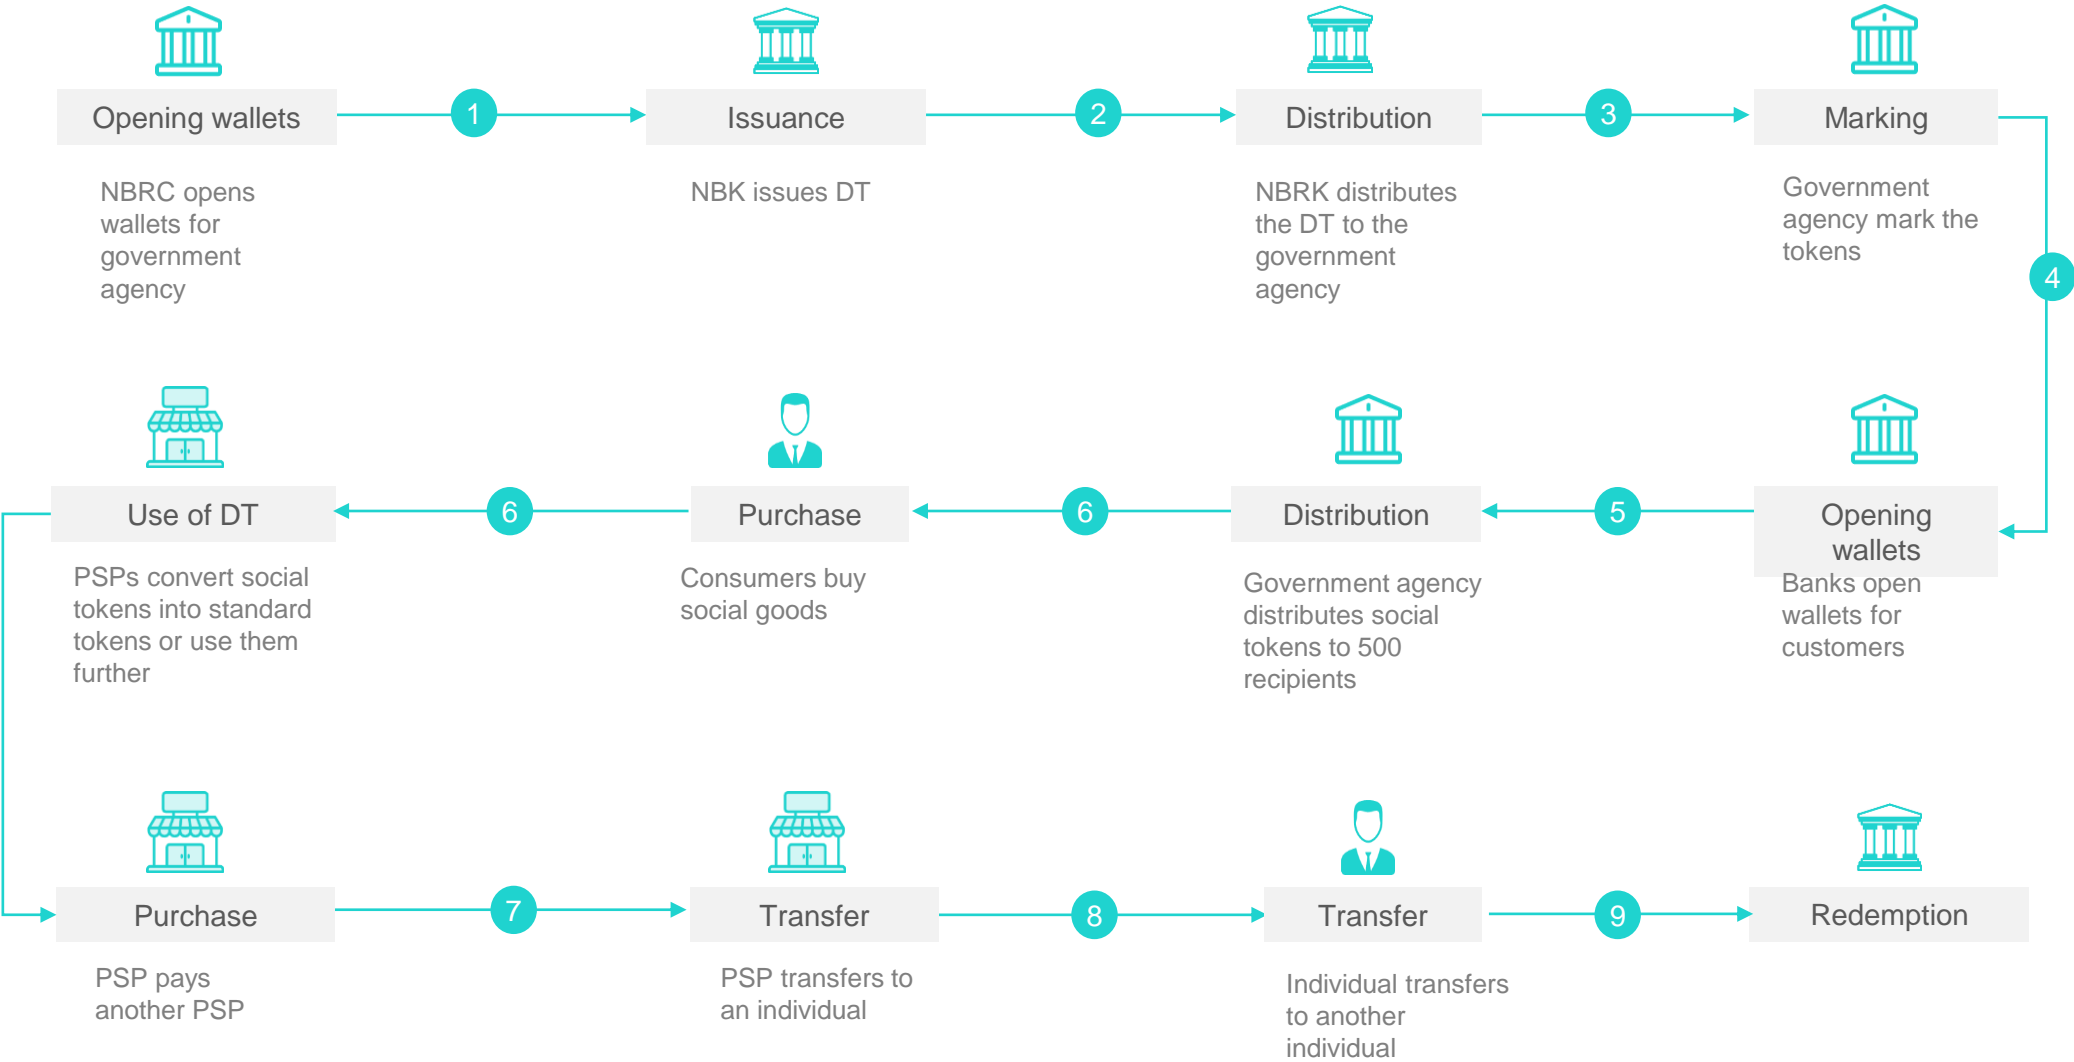 Opening wallets
1
Issuance
2
Distribution
3
Marking
NBRC opens
wallets for
government
agency
NBK issues DT
NBRK distributes
the DT to the
government
agency
Government
agency mark the
tokens
4
Opening
wallets
Banks open
wallets for
customers
5
Distribution
Government agency
distributes social
tokens to 500
recipients
6
Purchase
Consumers buy
social goods
6
Use of DT
PSPs convert social
tokens into standard
tokens or use them
further
Purchase
PSP pays
another PSP
7
Transfer
PSP transfers to
an individual
8
Transfer
Individual transfers
to another
individual
9
Redemption